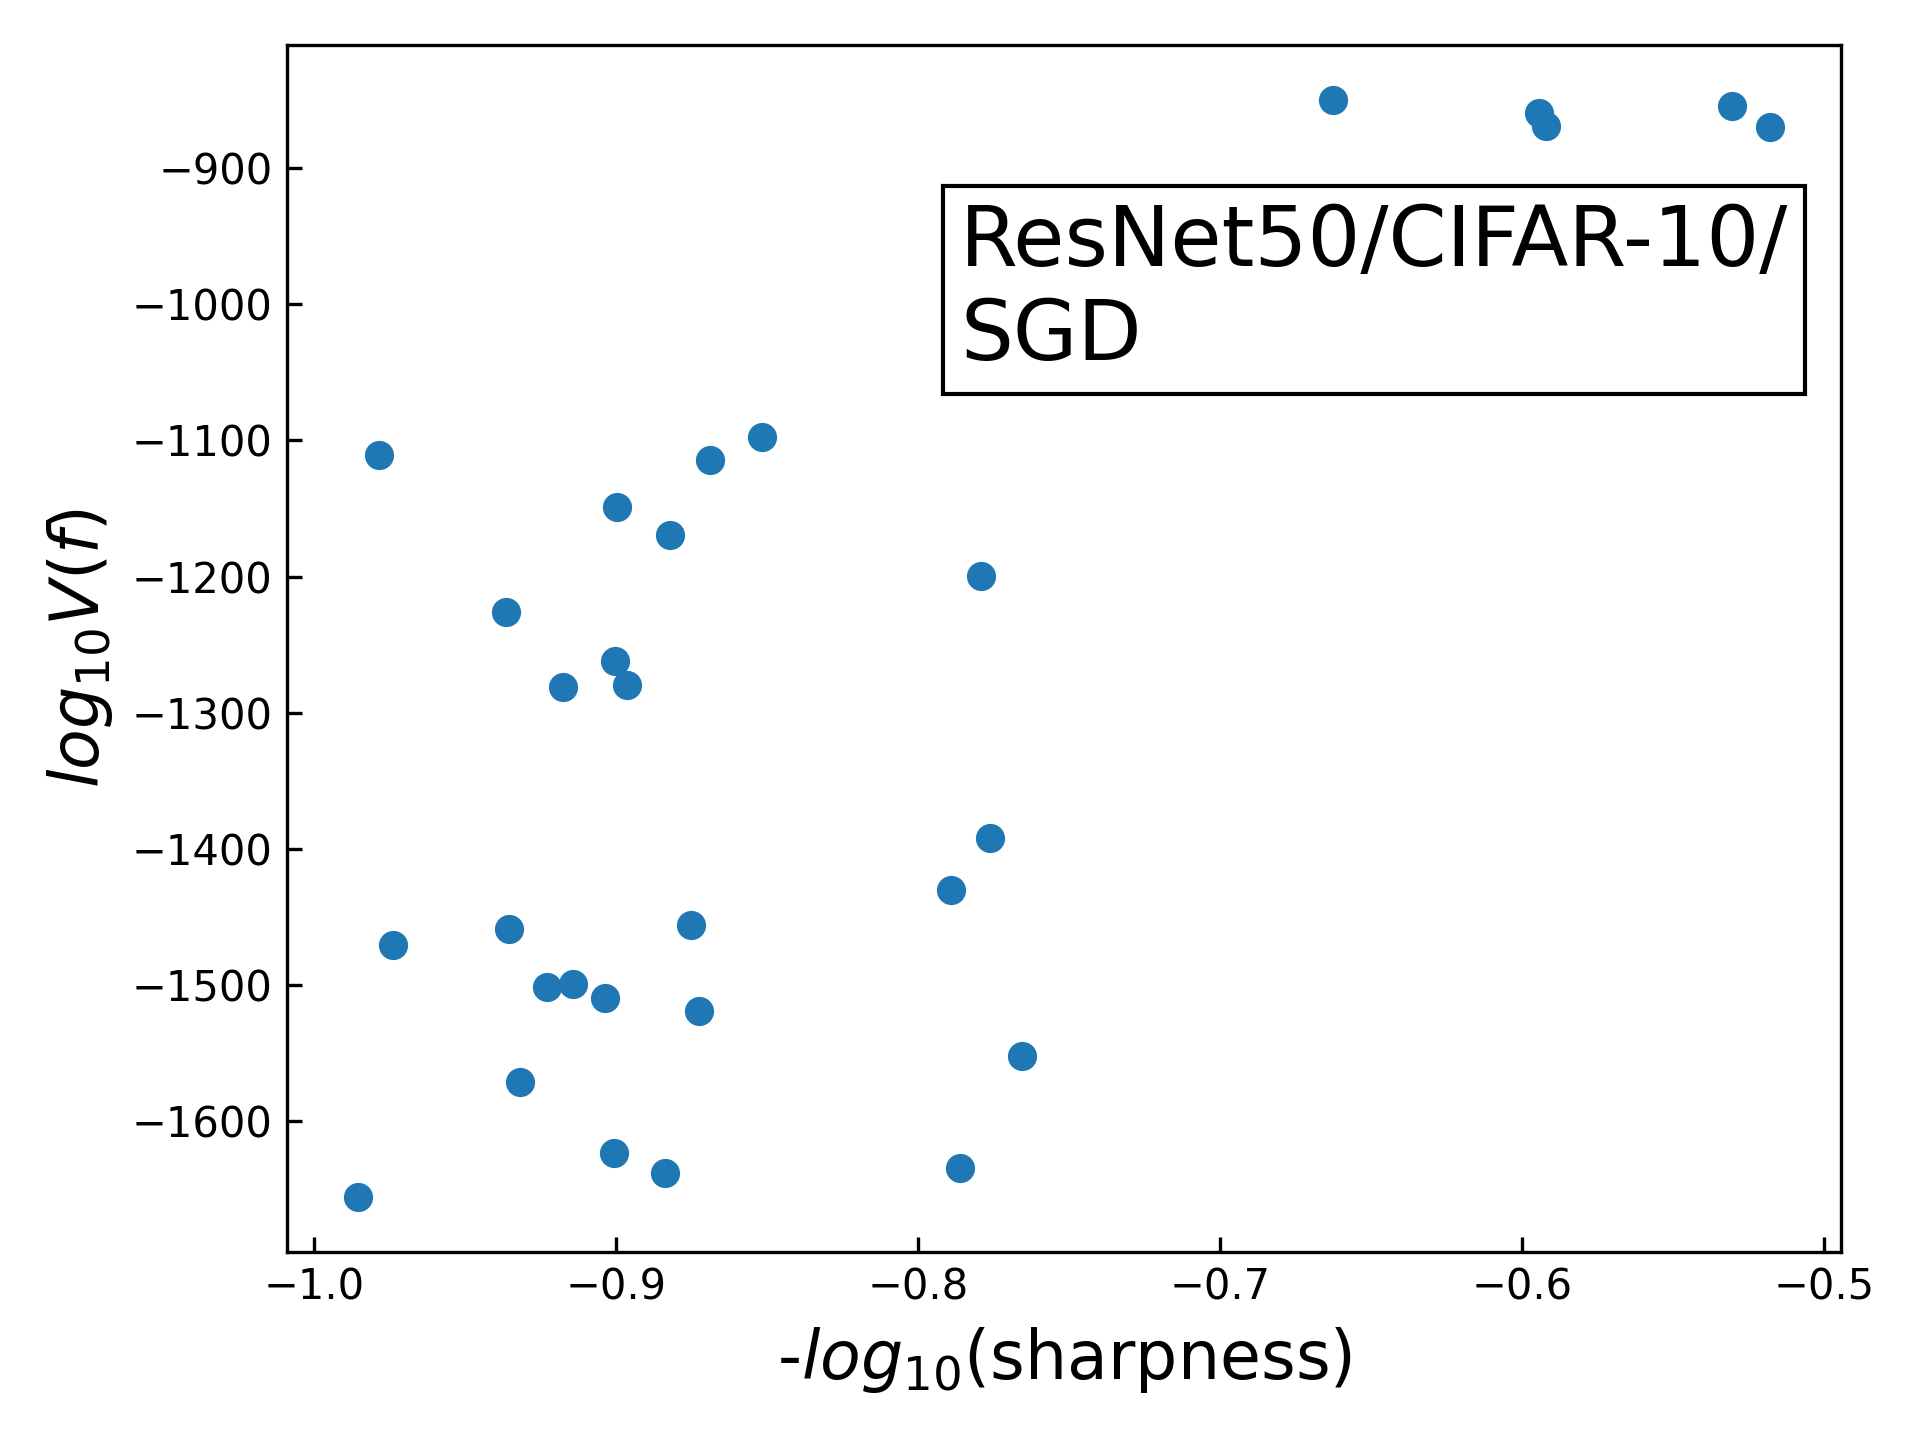 ResNet50/CIFAR-10/
SGD
−900
−1000
−1100
−1200
−1300
−1400
−1500
−1600
log₁₀V(f)
−1.0 −0.9 −0.8 −0.7 −0.6 −0.5
-log₁₀(sharpness)